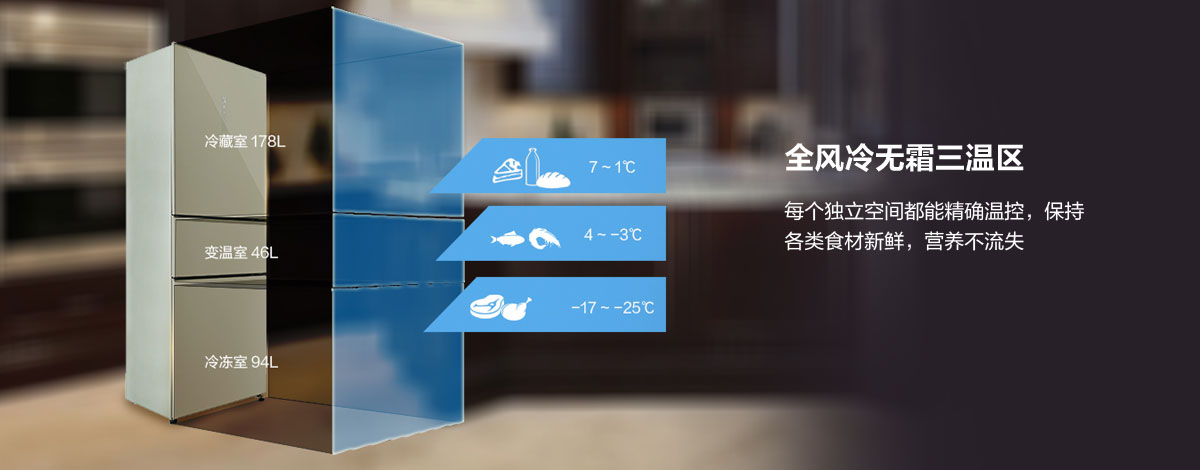 冷藏室 178L
7 ~ 1℃
变温室 46L
4 ~ −3℃
冷冻室 94L
−17 ~ −25℃
全风冷无霜三温区
每个独立空间都能精确温控，保持
各类食材新鲜，营养不流失